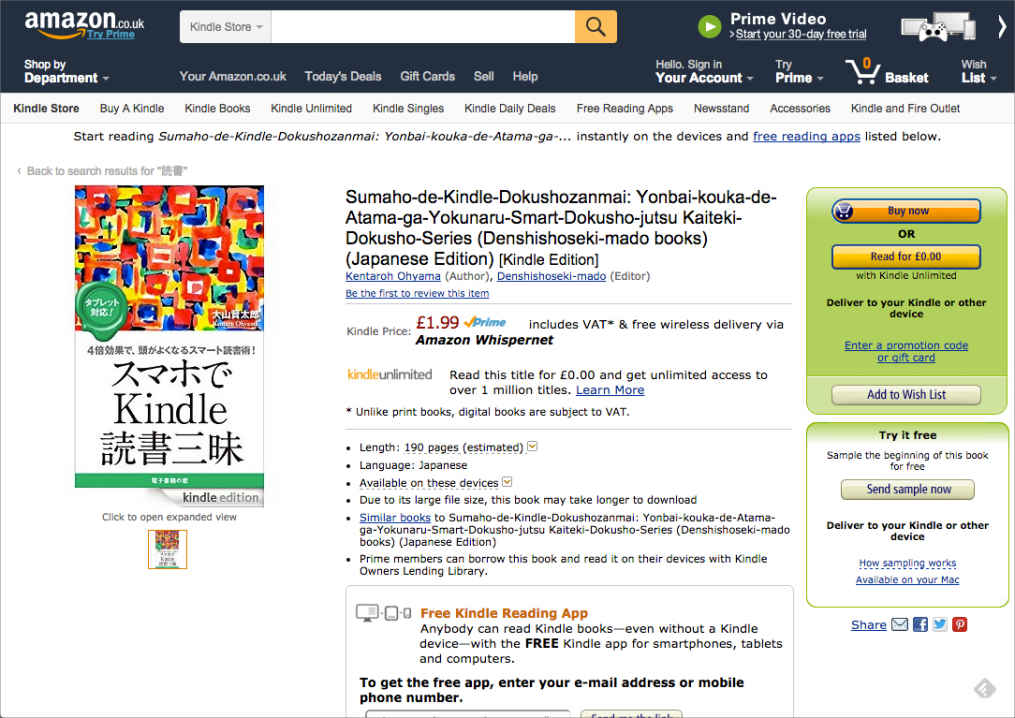 amazon.co.uk
Try Prime
Kindle Store
Prime Video
›Start your 30-day free trial
Shop by
Department
Your Amazon.co.uk
Today's Deals
Gift Cards
Sell
Help
Hello. Sign in
Your Account
Try
Prime
0
Basket
Wish
List
Kindle Store
Buy A Kindle
Kindle Books
Kindle Unlimited
Kindle Singles
Kindle Daily Deals
Free Reading Apps
Newsstand
Accessories
Kindle and Fire Outlet
Start reading Sumaho-de-Kindle-Dokushozanmai: Yonbai-kouka-de-Atama-ga-... instantly on the devices and free reading apps listed below.
‹ Back to search results for "読書"
タブレット
対応!
大山賢太郎
Kentaro Ohyama
4倍効果で、頭がよくなるスマート読書術!
スマホで
Kindle
読書三昧
電子書籍の窓
kindle edition
Click to open expanded view
Sumaho-de-Kindle-Dokushozanmai: Yonbai-kouka-de-
Atama-ga-Yokunaru-Smart-Dokusho-jutsu Kaiteki-
Dokusho-Series (Denshishoseki-mado books)
(Japanese Edition) [Kindle Edition]
Kentaroh Ohyama (Author), Denshishoseki-mado (Editor)
Be the first to review this item
Kindle Price: £1.99 Prime includes VAT* & free wireless delivery via
Amazon Whispernet
kindleunlimited Read this title for £0.00 and get unlimited access to
over 1 million titles. Learn More
* Unlike print books, digital books are subject to VAT.
• Length: 190 pages (estimated)
• Language: Japanese
• Available on these devices
• Due to its large file size, this book may take longer to download
• Similar books to Sumaho-de-Kindle-Dokushozanmai: Yonbai-kouka-de-Atama-
ga-Yokunaru-Smart-Dokusho-jutsu Kaiteki-Dokusho-Series (Denshishoseki-mado
books) (Japanese Edition)
• Prime members can borrow this book and read it on their devices with Kindle
Owners Lending Library.
Free Kindle Reading App
Anybody can read Kindle books—even without a Kindle
device—with the FREE Kindle app for smartphones, tablets
and computers.
To get the free app, enter your e-mail address or mobile
phone number.
Send me the link
Buy now
OR
Read for £0.00
with Kindle Unlimited
Deliver to your Kindle or other
device
Enter a promotion code
or gift card
Add to Wish List
Try it free
Sample the beginning of this book
for free
Send sample now
Deliver to your Kindle or other
device
How sampling works
Available on your Mac
Share